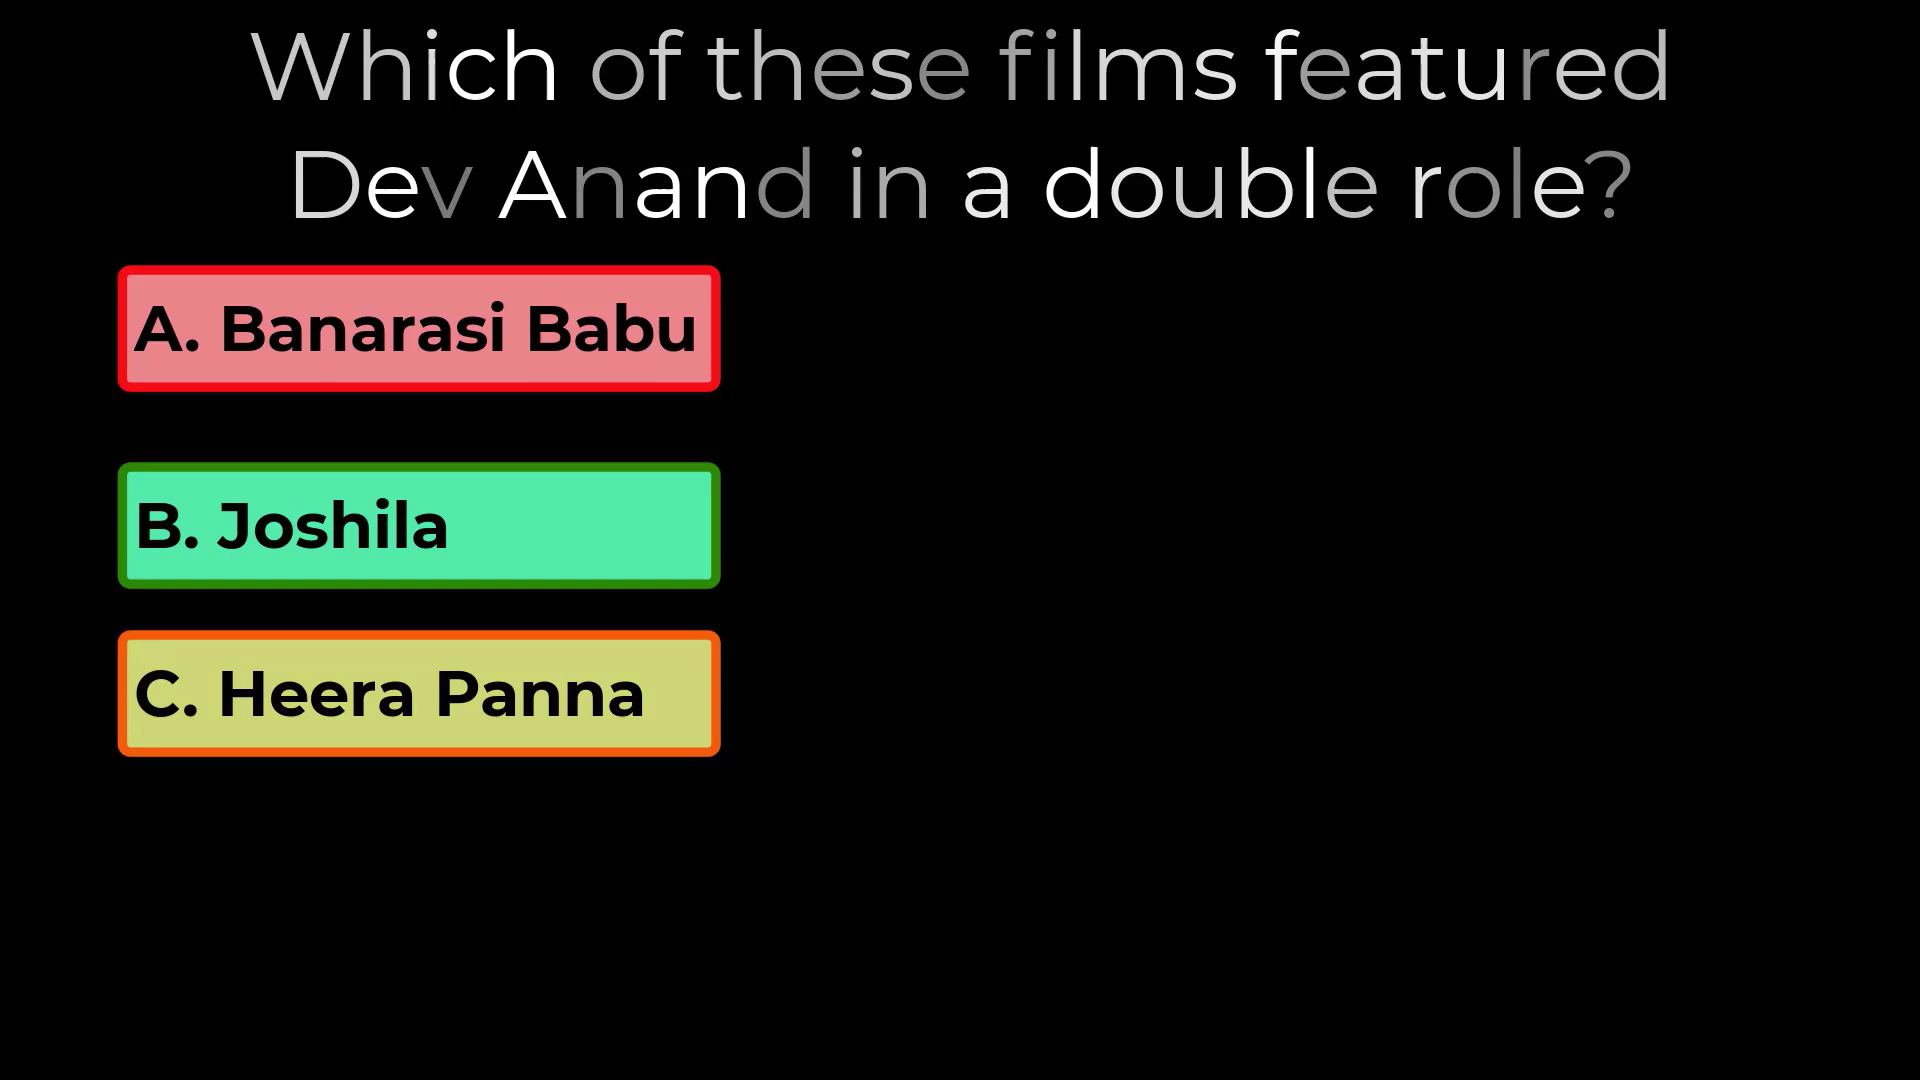 Which of these films featured
Dev Anand in a double role?
A. Banarasi Babu
B. Joshila
C. Heera Panna